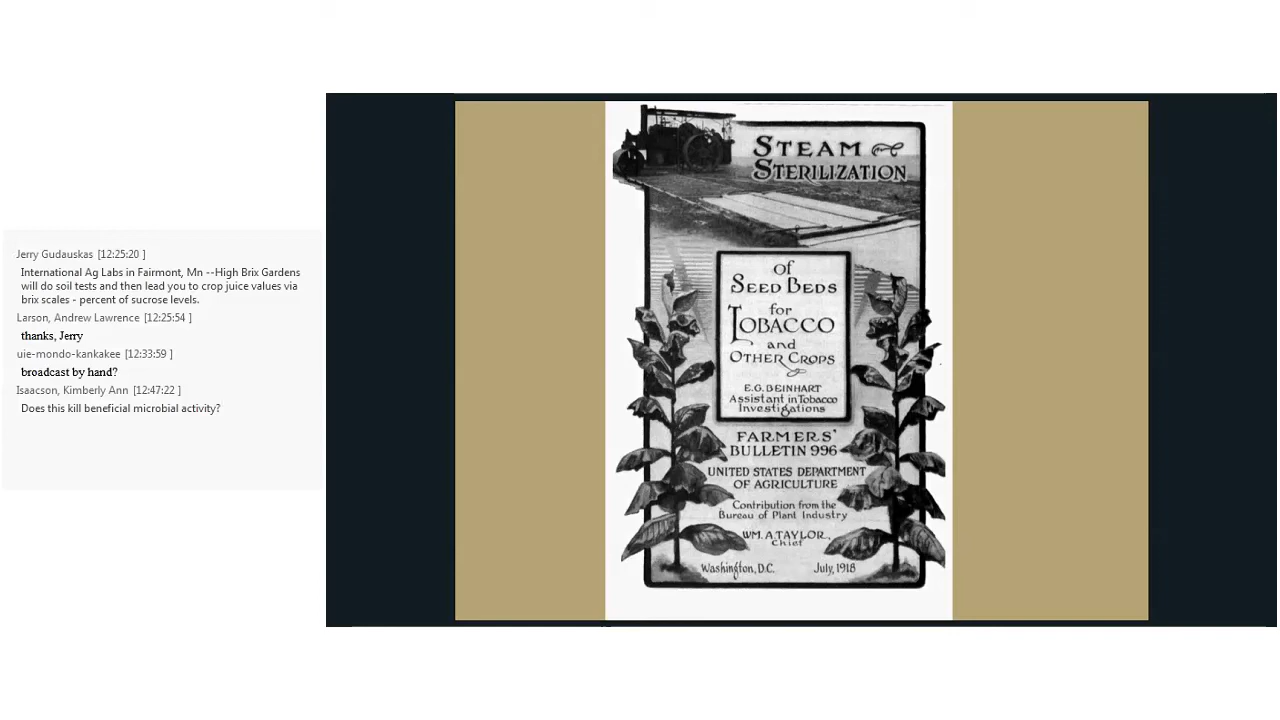 Jerry Gudauskas [12:25:20 ]
International Ag Labs in Fairmont, Mn --High Brix Gardens
will do soil tests and then lead you to crop juice values via
brix scales - percent of sucrose levels.
Larson, Andrew Lawrence [12:25:54 ]
thanks, Jerry
uie-mondo-kankakee [12:33:59 ]
broadcast by hand?
Isaacson, Kimberly Ann [12:47:22 ]
Does this kill beneficial microbial activity?
STEAM
STERILIZATION
of
SEED BEDS
for
TOBACCO
and
OTHER CROPS
E.G. BEINHART
Assistant in Tobacco
Investigations
FARMERS'
BULLETIN 996
UNITED STATES DEPARTMENT
OF AGRICULTURE
Contribution from the
Bureau of Plant Industry
WM. A. TAYLOR,
Chief
Washington, D.C. July, 1918